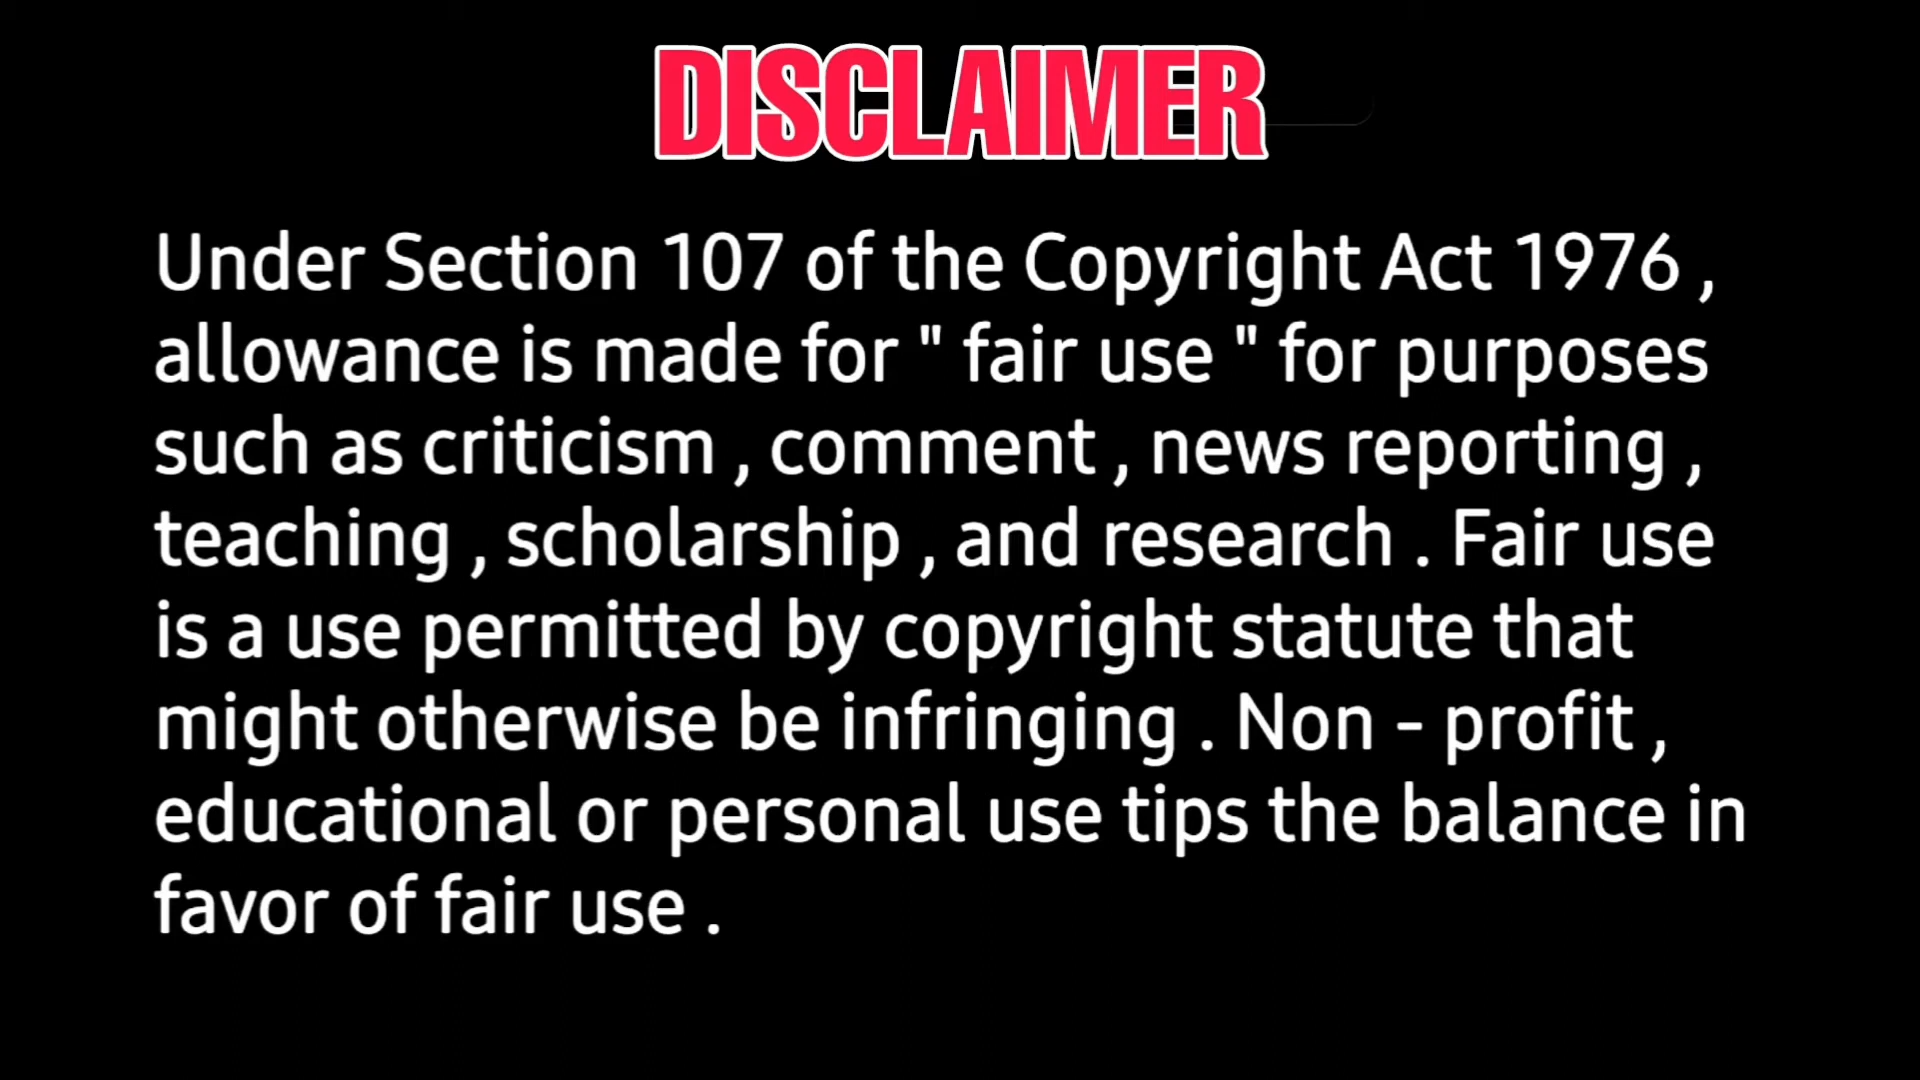 DISCLAIMER
Under Section 107 of the Copyright Act 1976 ,
allowance is made for " fair use " for purposes
such as criticism , comment , news reporting ,
teaching , scholarship , and research . Fair use
is a use permitted by copyright statute that
might otherwise be infringing . Non - profit ,
educational or personal use tips the balance in
favor of fair use .